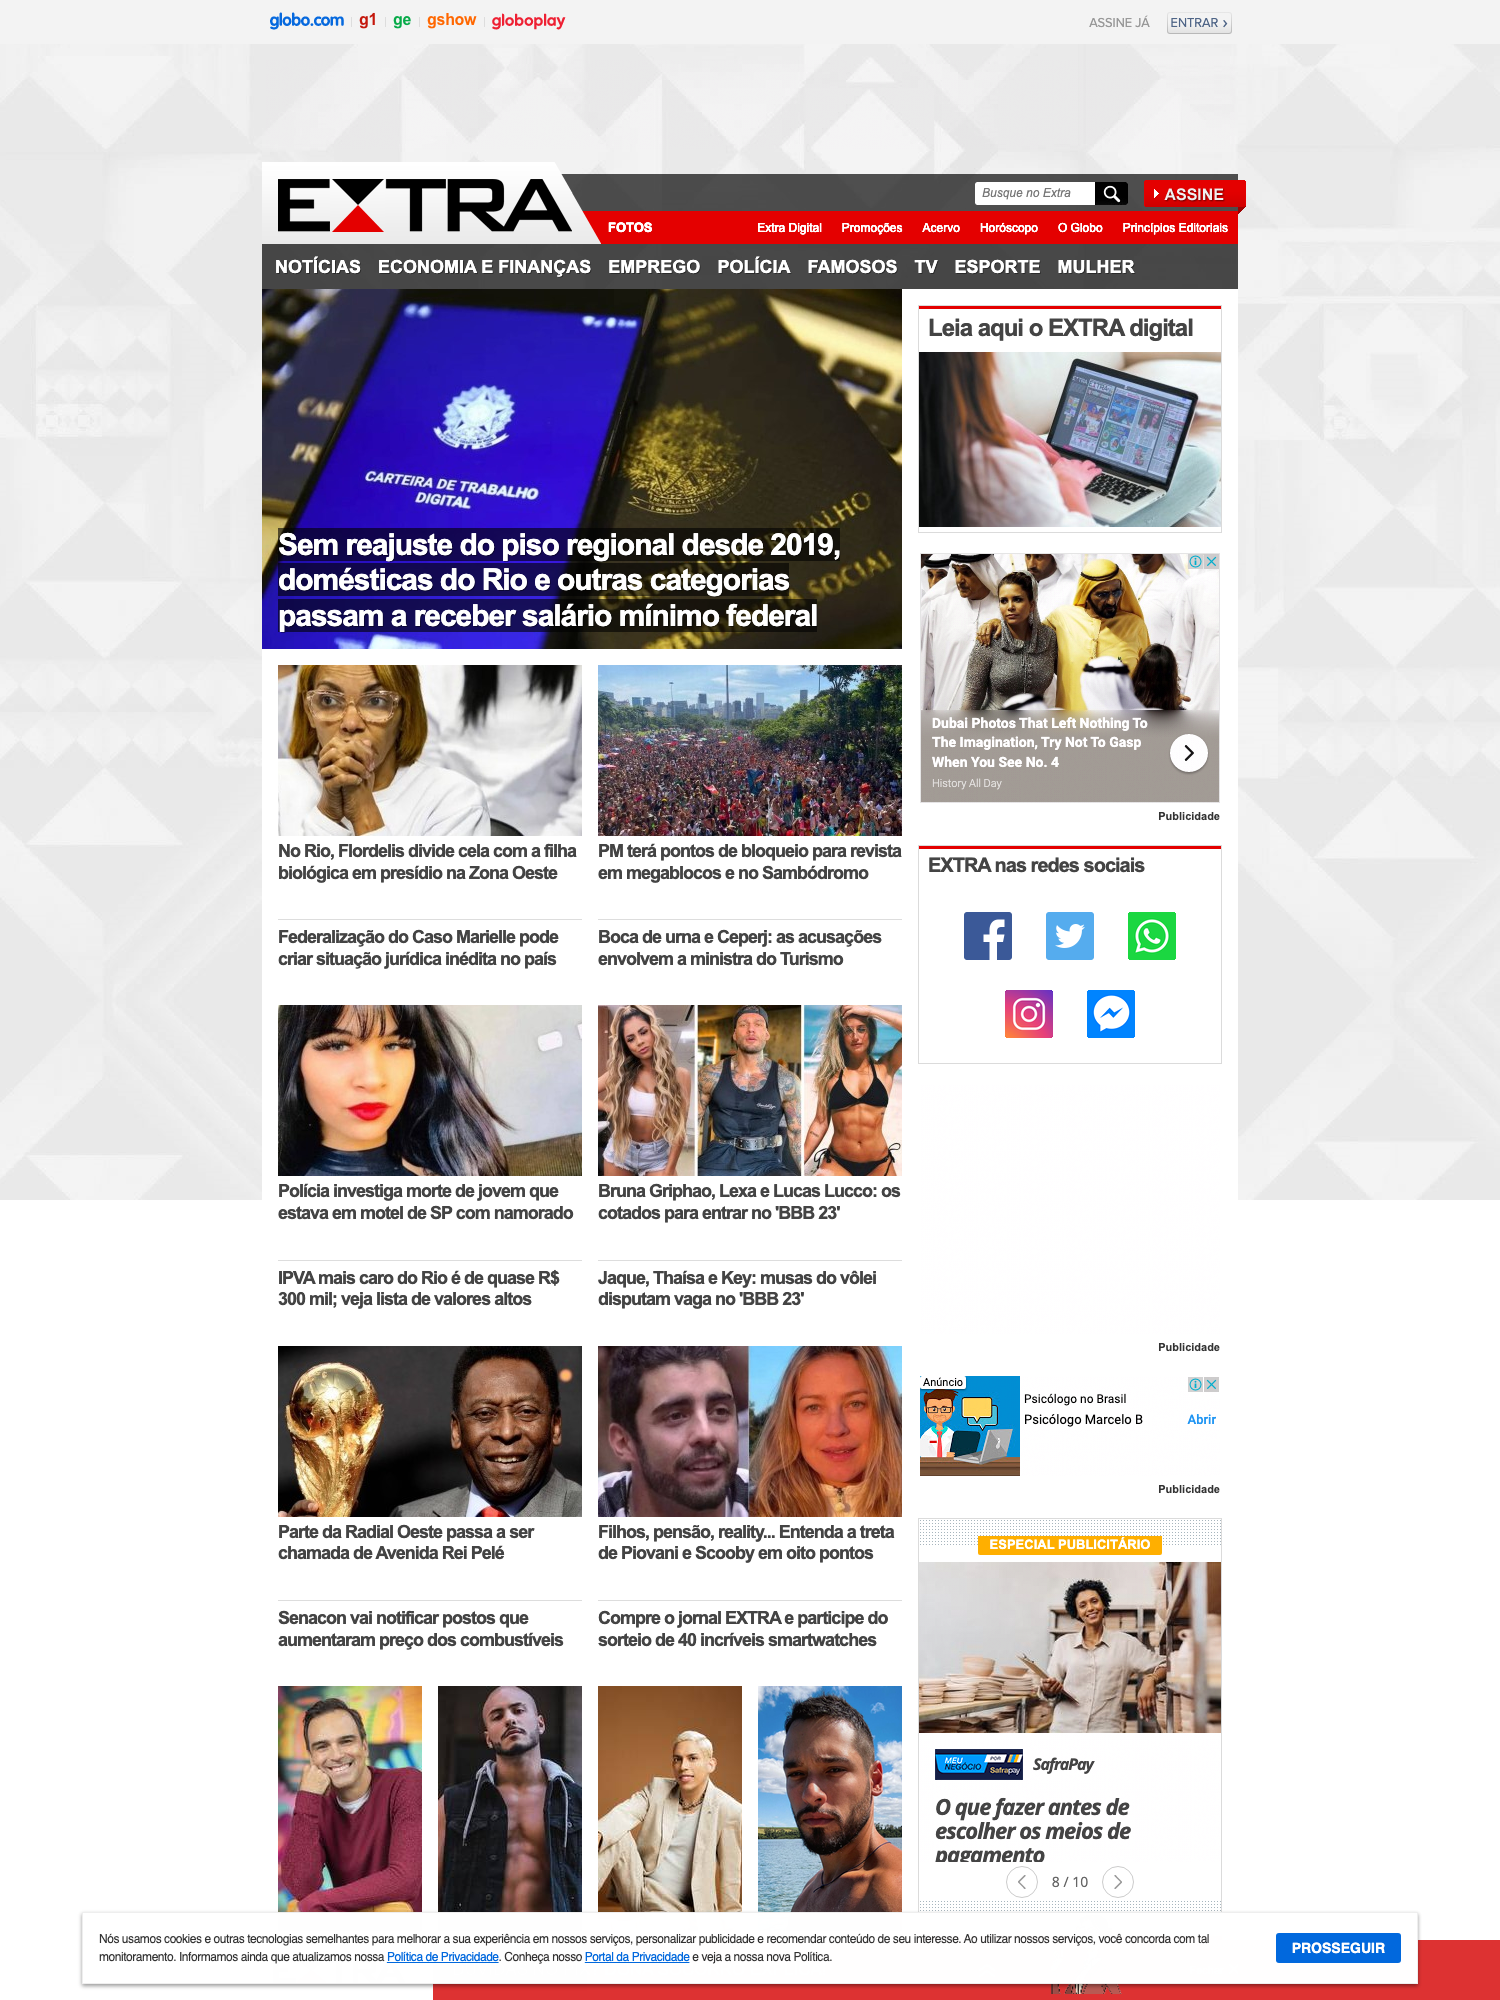 globo.com g1 ge gshow globoplay
ASSINE JÁ ENTRAR ›
EXTRA
Busque no Extra
ASSINE
FOTOS
Extra Digital Promoções Acervo Horóscopo O Globo Princípios Editoriais
NOTÍCIAS ECONOMIA E FINANÇAS EMPREGO POLÍCIA FAMOSOS TV ESPORTE MULHER
CARTEIRA DE TRABALHO
DIGITAL
Sem reajuste do piso regional desde 2019,
domésticas do Rio e outras categorias
passam a receber salário mínimo federal
Leia aqui o EXTRA digital
Dubai Photos That Left Nothing To
The Imagination, Try Not To Gasp
When You See No. 4
History All Day
Publicidade
No Rio, Flordelis divide cela com a filha
biológica em presídio na Zona Oeste
PM terá pontos de bloqueio para revista
em megablocos e no Sambódromo
EXTRA nas redes sociais
Federalização do Caso Marielle pode
criar situação jurídica inédita no país
Boca de urna e Ceperj: as acusações
envolvem a ministra do Turismo
Polícia investiga morte de jovem que
estava em motel de SP com namorado
Bruna Griphao, Lexa e Lucas Lucco: os
cotados para entrar no 'BBB 23'
IPVA mais caro do Rio é de quase R$
300 mil; veja lista de valores altos
Jaque, Thaísa e Key: musas do vôlei
disputam vaga no 'BBB 23'
Publicidade
Anúncio
Psicólogo no Brasil
Psicólogo Marcelo B
Abrir
Publicidade
Parte da Radial Oeste passa a ser
chamada de Avenida Rei Pelé
Filhos, pensão, reality... Entenda a treta
de Piovani e Scooby em oito pontos
ESPECIAL PUBLICITÁRIO
Senacon vai notificar postos que
aumentaram preço dos combustíveis
Compre o jornal EXTRA e participe do
sorteio de 40 incríveis smartwatches
MEU NEGÓCIO POR Safrapay
SafraPay
O que fazer antes de
escolher os meios de
pagamento
8 / 10
Nós usamos cookies e outras tecnologias semelhantes para melhorar a sua experiência em nossos serviços, personalizar publicidade e recomendar conteúdo de seu interesse. Ao utilizar nossos serviços, você concorda com tal
monitoramento. Informamos ainda que atualizamos nossa Política de Privacidade. Conheça nosso Portal da Privacidade e veja a nossa nova Política.
PROSSEGUIR